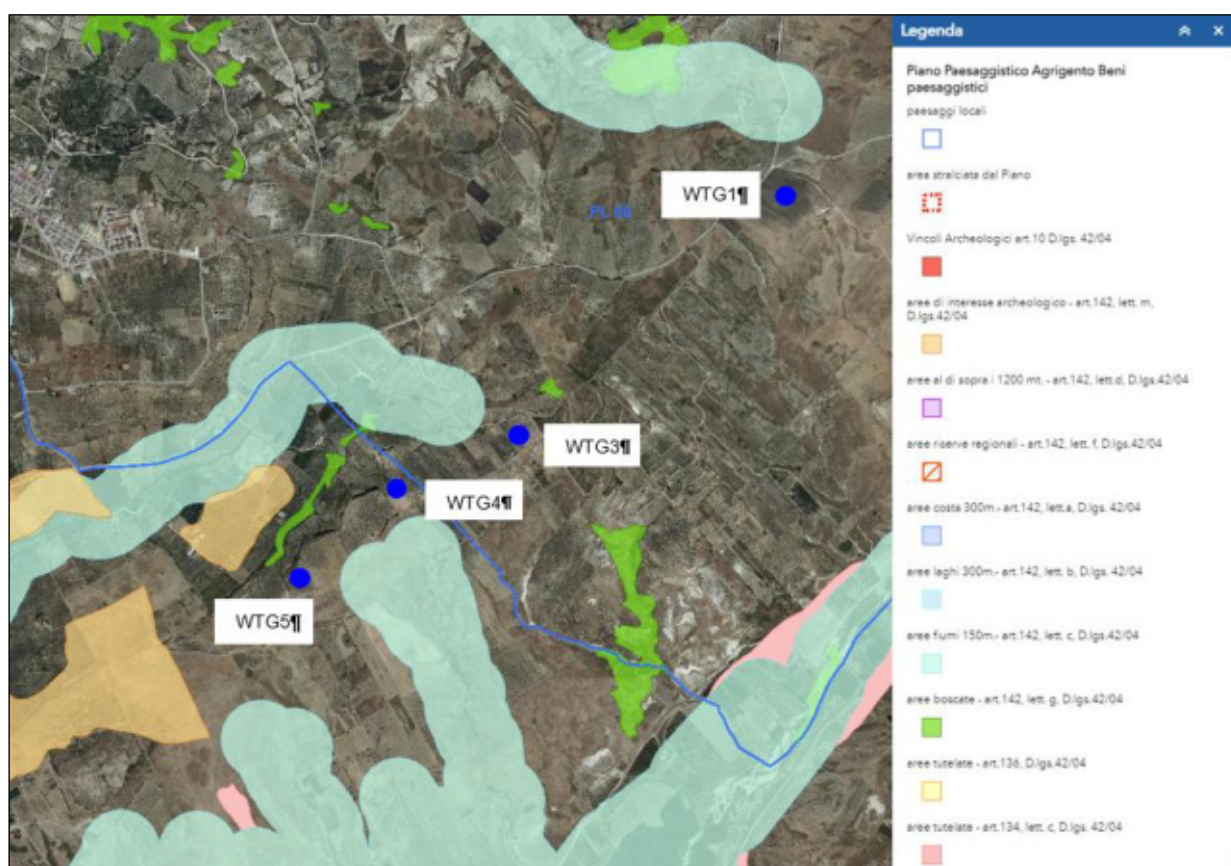 Legenda
Piano Paesaggistico Agrigento Beni
paesaggistici
paesaggi locali
area stralciata dal Piano
Vincoli Archeologici art.10 D.lgs. 42/04
aree di interesse archeologico - art.142, lett. m,
D.lgs.42/04
aree al di sopra i 1200 mt. - art.142, lett.d, D.lgs.42/04
aree riserve regionali - art.142, lett. f, D.lgs.42/04
aree costa 300m.- art.142, lett.a, D.lgs. 42/04
aree laghi 300m.- art.142, lett. b, D.lgs. 42/04
aree fiumi 150m.- art.142, lett. c, D.lgs.42/04
aree boscate - art.142, lett. g, D.lgs.42/04
aree tutelate - art.136, D.lgs.42/04
aree tutelate - art.134, lett. c, D.lgs. 42/04
WTG1¶
WTG3¶
WTG4¶
WTG5¶